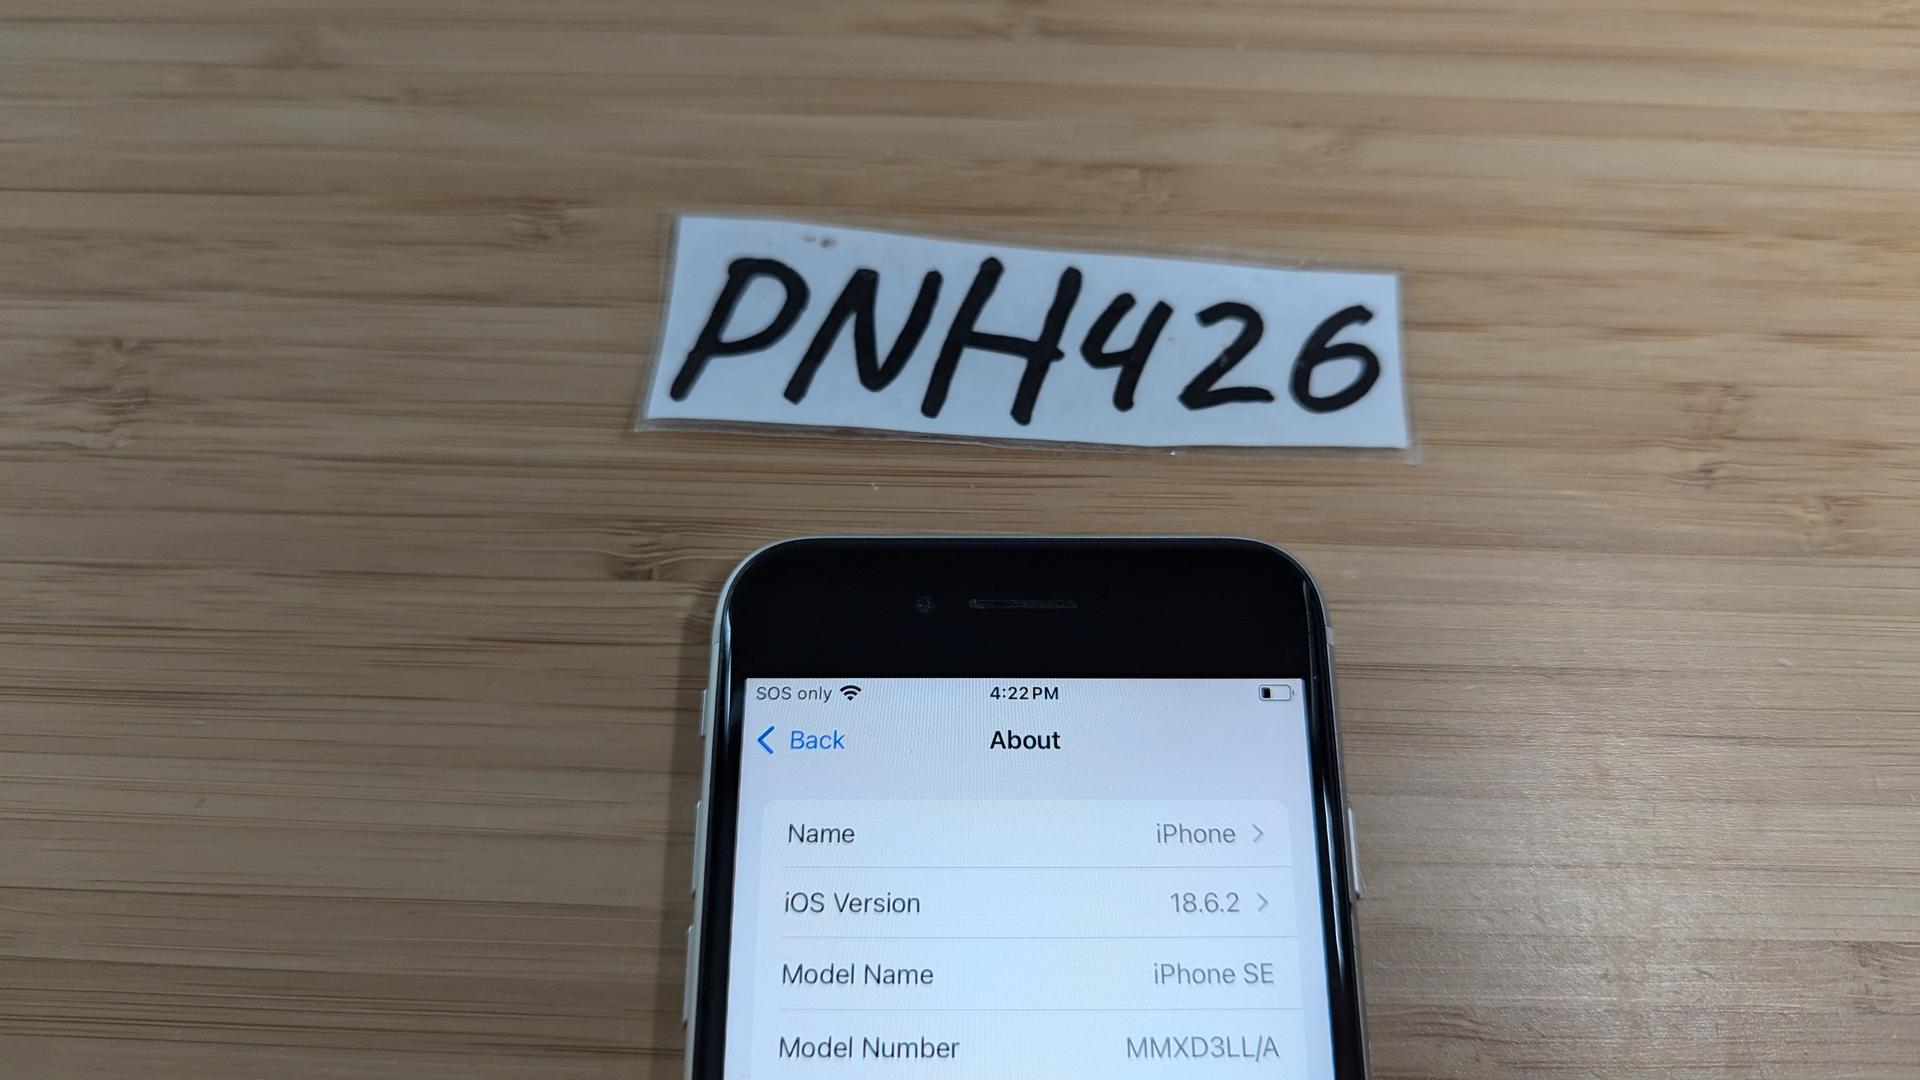 PNH426
SOS only 4:22 PM
Back About
Name iPhone
iOS Version 18.6.2
Model Name iPhone SE
Model Number MMXD3LL/A